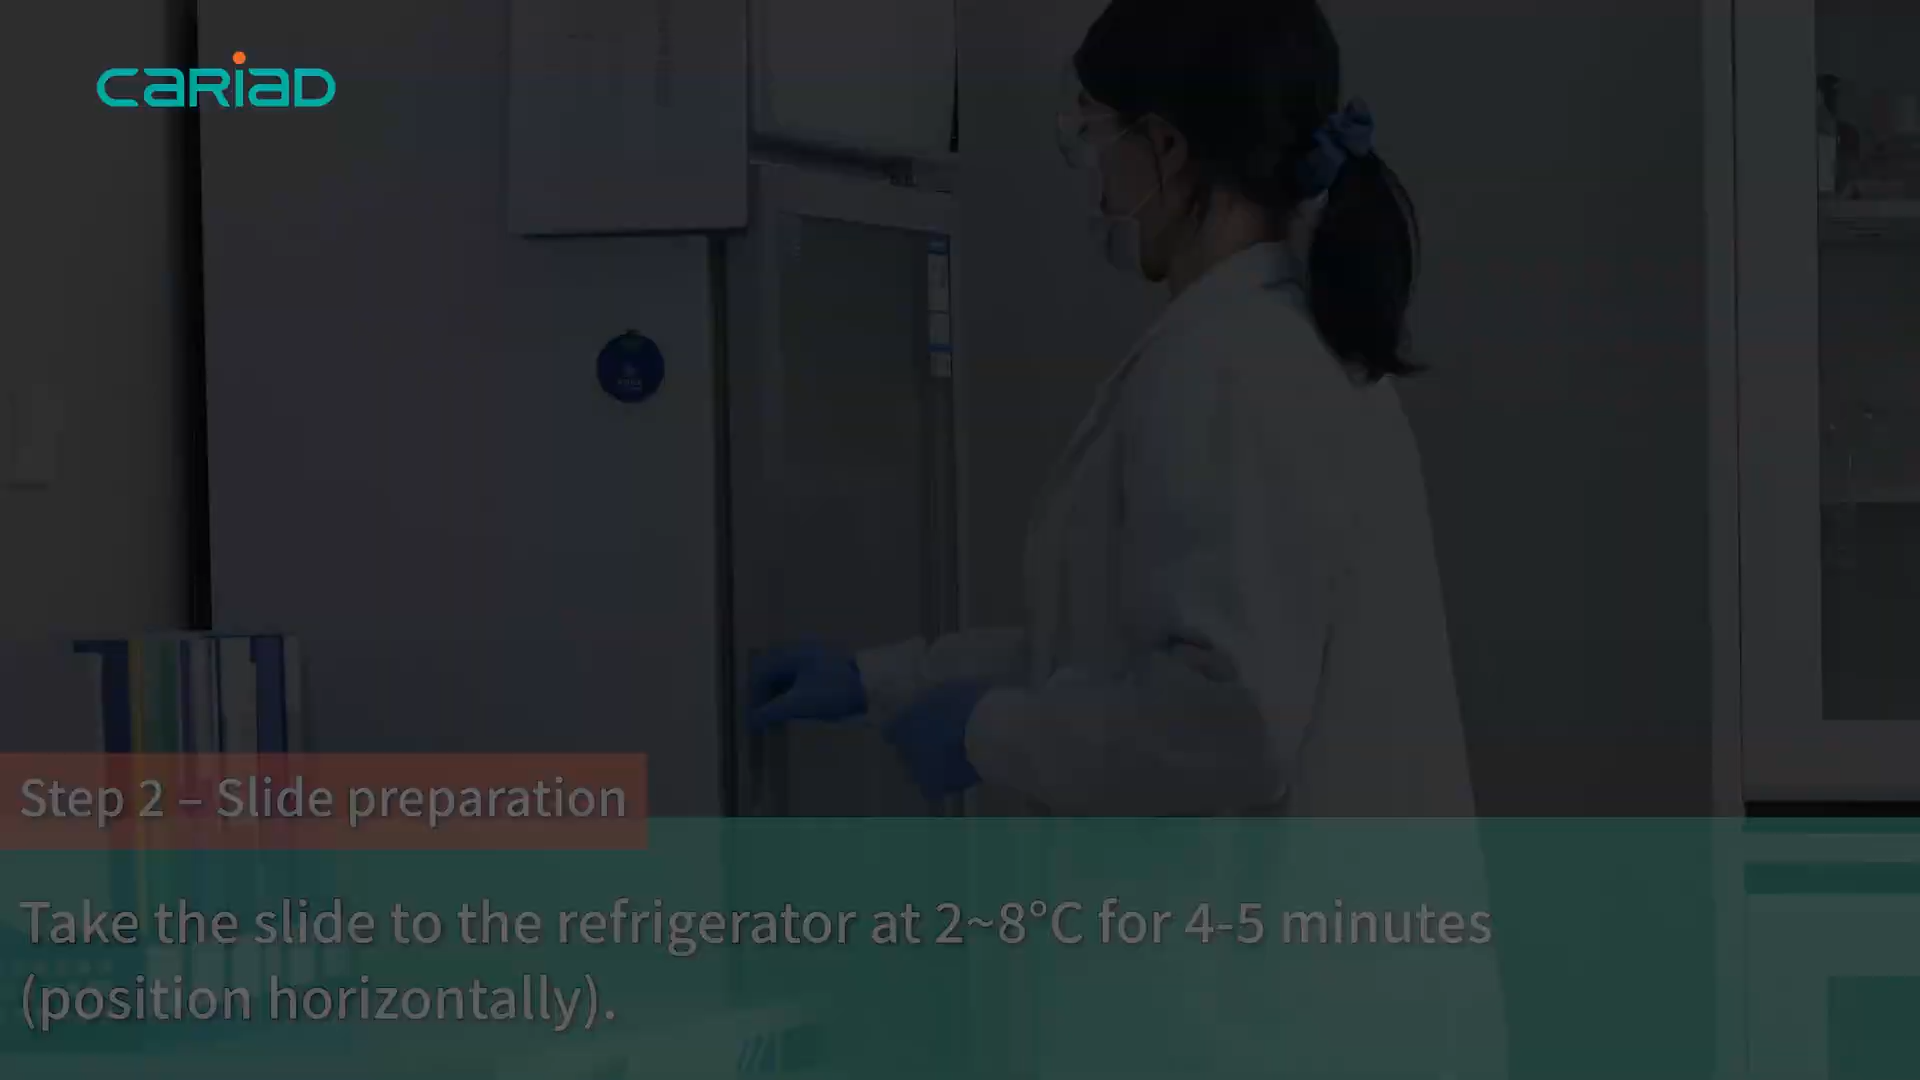 CARIAD
Step 2 – Slide preparation
Take the slide to the refrigerator at 2~8°C for 4-5 minutes
(position horizontally).